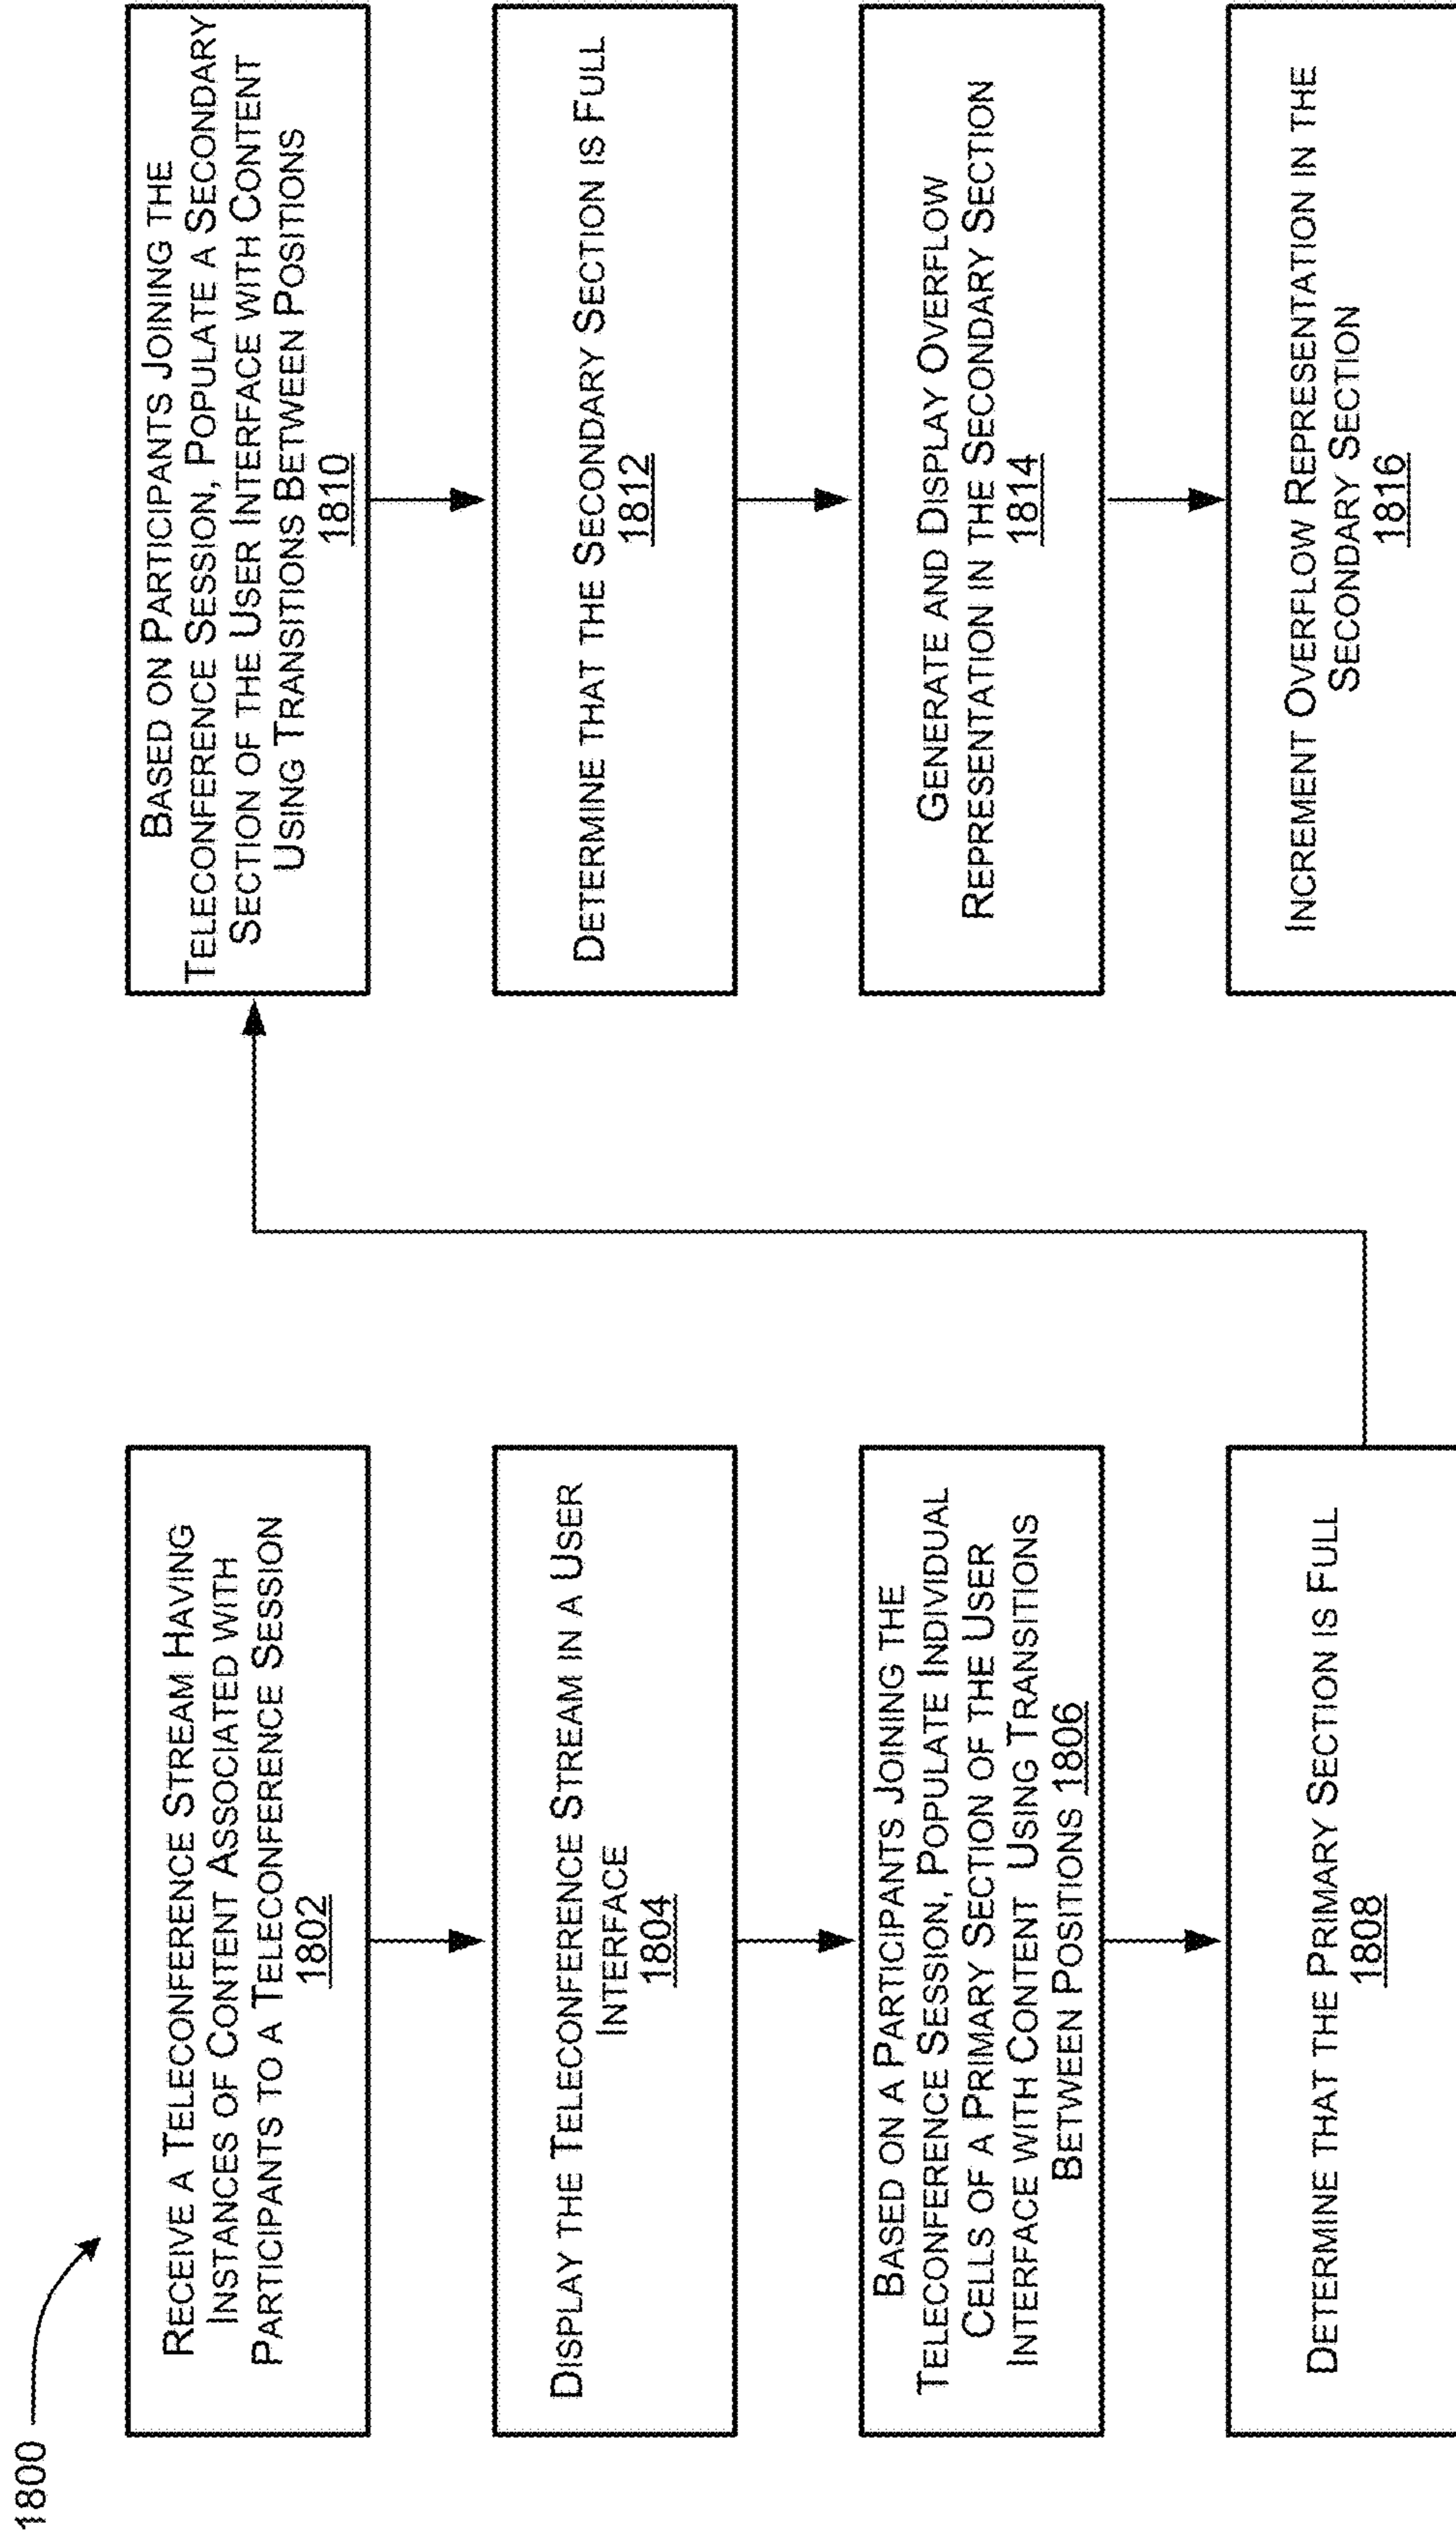 1800
RECEIVE A TELECONFERENCE STREAM HAVING
INSTANCES OF CONTENT ASSOCIATED WITH
PARTICIPANTS TO A TELECONFERENCE SESSION
1802
DISPLAY THE TELECONFERENCE STREAM IN A USER
INTERFACE
1804
BASED ON A PARTICIPANTS JOINING THE
TELECONFERENCE SESSION, POPULATE INDIVIDUAL
CELLS OF A PRIMARY SECTION OF THE USER
INTERFACE WITH CONTENT USING TRANSITIONS
BETWEEN POSITIONS 1806
DETERMINE THAT THE PRIMARY SECTION IS FULL
1808
BASED ON PARTICIPANTS JOINING THE
TELECONFERENCE SESSION, POPULATE A SECONDARY
SECTION OF THE USER INTERFACE WITH CONTENT
USING TRANSITIONS BETWEEN POSITIONS
1810
DETERMINE THAT THE SECONDARY SECTION IS FULL
1812
GENERATE AND DISPLAY OVERFLOW
REPRESENTATION IN THE SECONDARY SECTION
1814
INCREMENT OVERFLOW REPRESENTATION IN THE
SECONDARY SECTION
1816